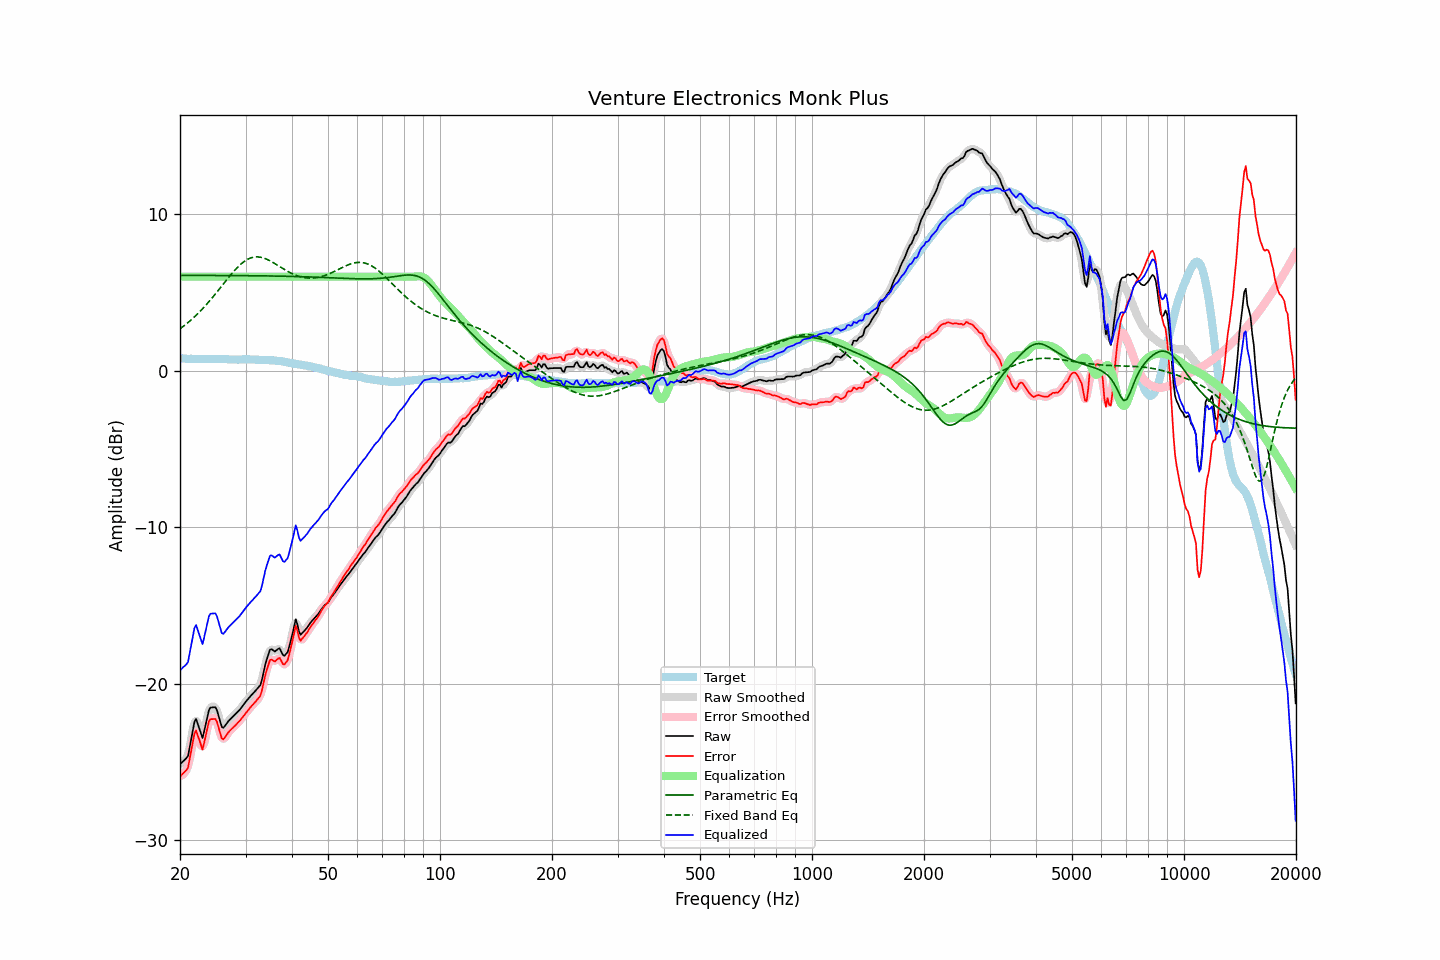 Venture Electronics Monk Plus
Amplitude (dBr)
10
0
−10
−20
−30
Target
Raw Smoothed
Error Smoothed
Raw
Error
Equalization
Parametric Eq
Fixed Band Eq
Equalized
20 50 100 200 500 1000 2000 5000 10000 20000
Frequency (Hz)